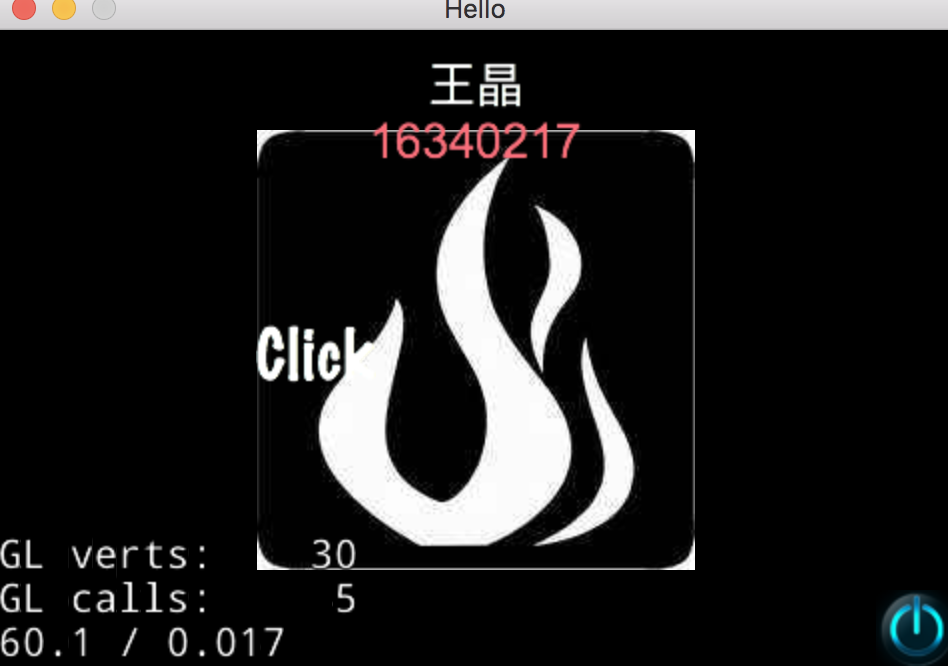 Hello
王晶
16340217
Click
GL verts: 30
GL calls: 5
60.1 / 0.017